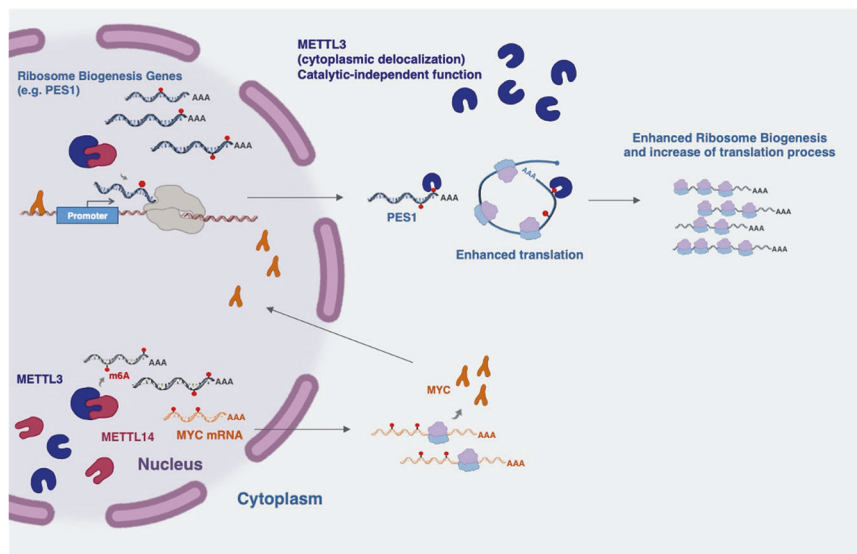 METTL3
(cytoplasmic delocalization)
Catalytic-independent function
Ribosome Biogenesis Genes
(e.g. PES1)
AAA
AAA
AAA
Enhanced Ribosome Biogenesis
and increase of translation process
Promoter
AAA
PES1
AAA
Enhanced translation
AAA
AAA
AAA
AAA
METTL3
m6A
AAA
AAA
METTL14
MYC mRNA
AAA
MYC
AAA
AAA
Nucleus
Cytoplasm